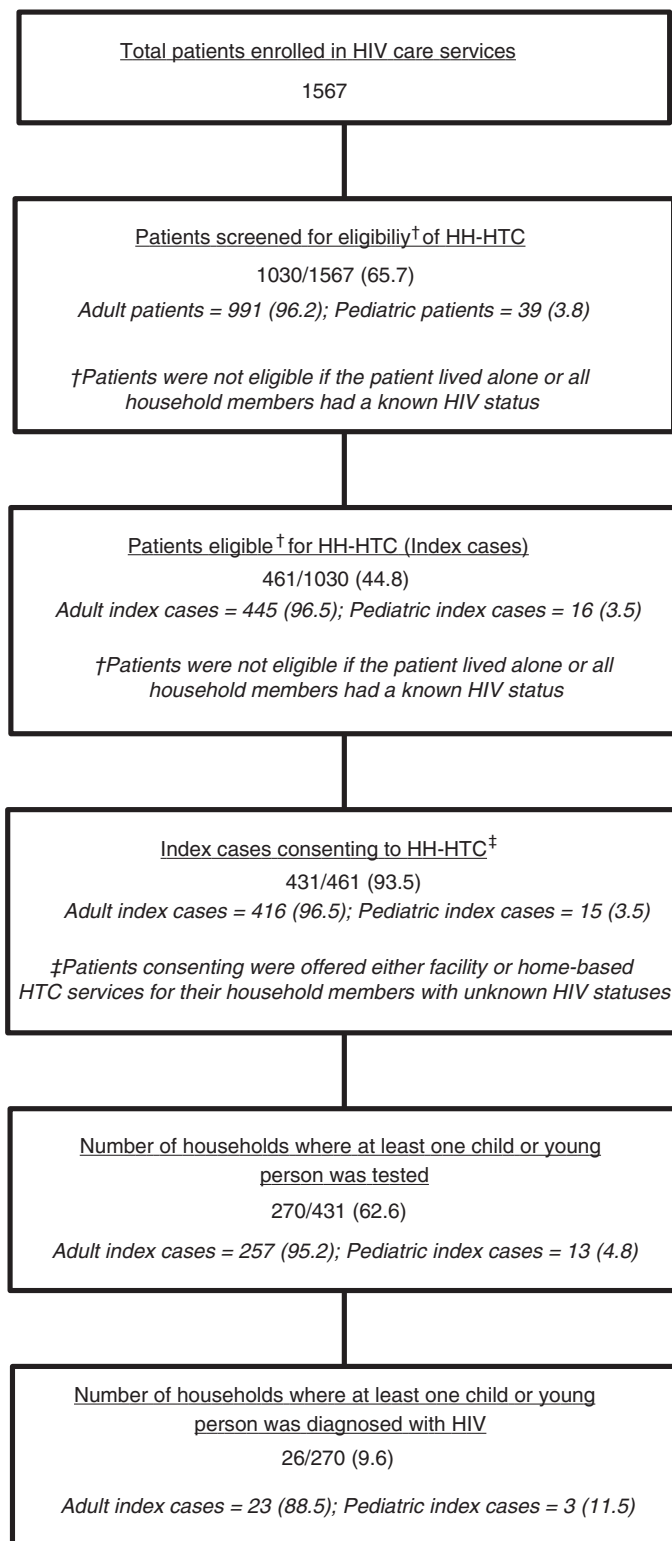 Total patients enrolled in HIV care services
1567
Patients screened for eligibiliy† of HH-HTC
1030/1567 (65.7)
Adult patients = 991 (96.2); Pediatric patients = 39 (3.8)
†Patients were not eligible if the patient lived alone or all
household members had a known HIV status
Patients eligible† for HH-HTC (Index cases)
461/1030 (44.8)
Adult index cases = 445 (96.5); Pediatric index cases = 16 (3.5)
†Patients were not eligible if the patient lived alone or all
household members had a known HIV status
Index cases consenting to HH-HTC‡
431/461 (93.5)
Adult index cases = 416 (96.5); Pediatric index cases = 15 (3.5)
‡Patients consenting were offered either facility or home-based
HTC services for their household members with unknown HIV statuses
Number of households where at least one child or young
person was tested
270/431 (62.6)
Adult index cases = 257 (95.2); Pediatric index cases = 13 (4.8)
Number of households where at least one child or young
person was diagnosed with HIV
26/270 (9.6)
Adult index cases = 23 (88.5); Pediatric index cases = 3 (11.5)